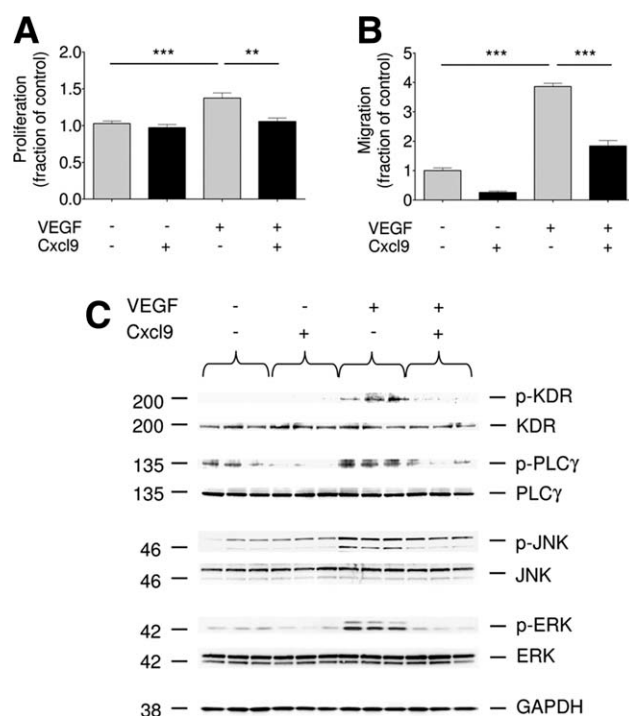 A
Proliferation
(fraction of control)
2.0
1.5
1.0
0.5
0.0
*** **
VEGF - - + +
Cxcl9 - + - +
B
Migration
(fraction of control)
5
4
3
2
1
0
*** ***
VEGF - - + +
Cxcl9 - + - +
C
VEGF - - + +
Cxcl9 - + - +
200 — — p-KDR
200 — — KDR
135 — — p-PLCγ
135 — — PLCγ
46 — — p-JNK
46 — — JNK
42 — — p-ERK
42 — — ERK
38 — — GAPDH